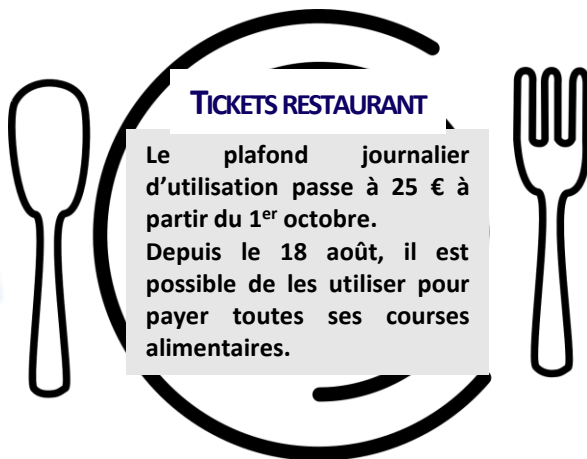 TICKETS RESTAURANT
Le plafond journalier
d'utilisation passe à 25 € à
partir du 1er octobre.
Depuis le 18 août, il est
possible de les utiliser pour
payer toutes ses courses
alimentaires.